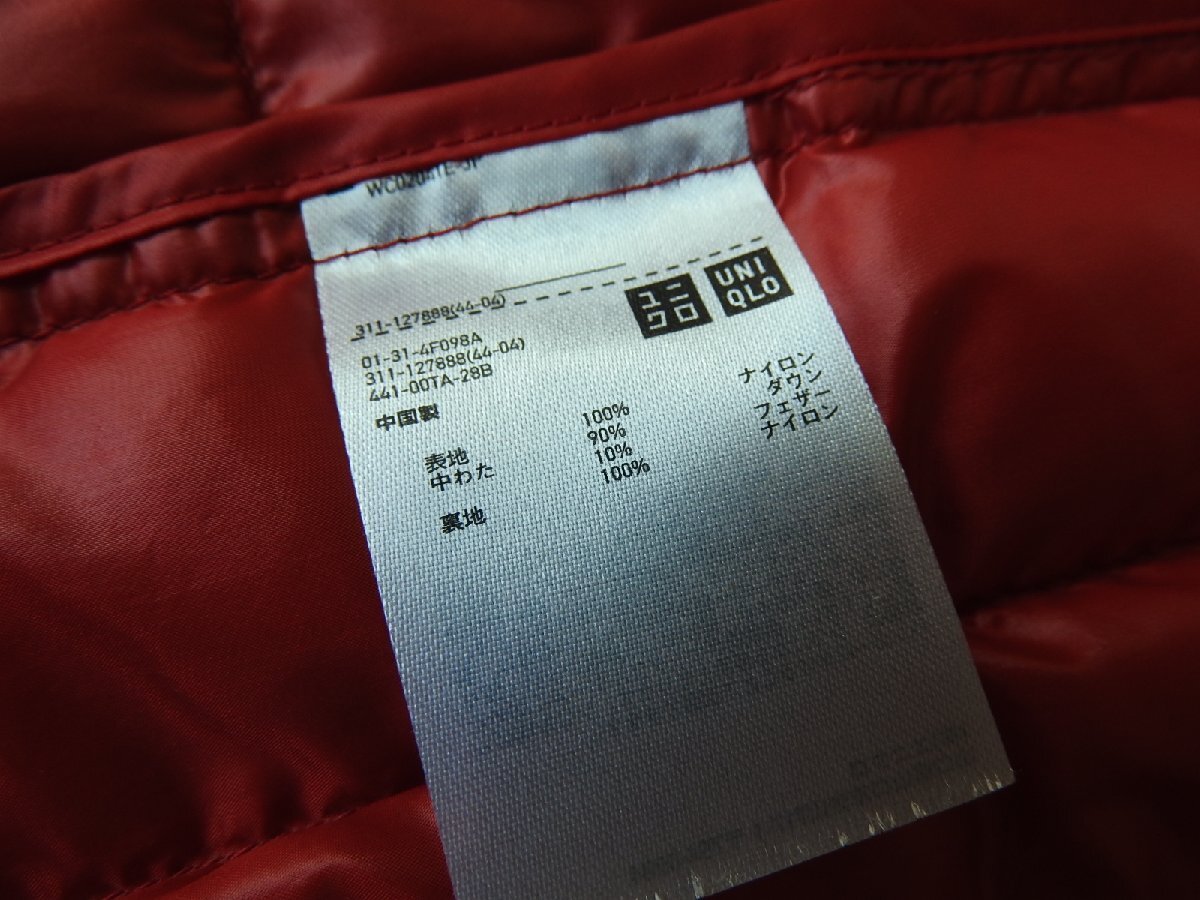 ユニ
クロ
UNI
QLO
311-127888(44-04)
01-31-4F098A
311-127888(44-04)
441-00TA-28B
中国製
表地 100% ナイロン
中わた 90% ダウン
10% フェザー
裏地 100% ナイロン